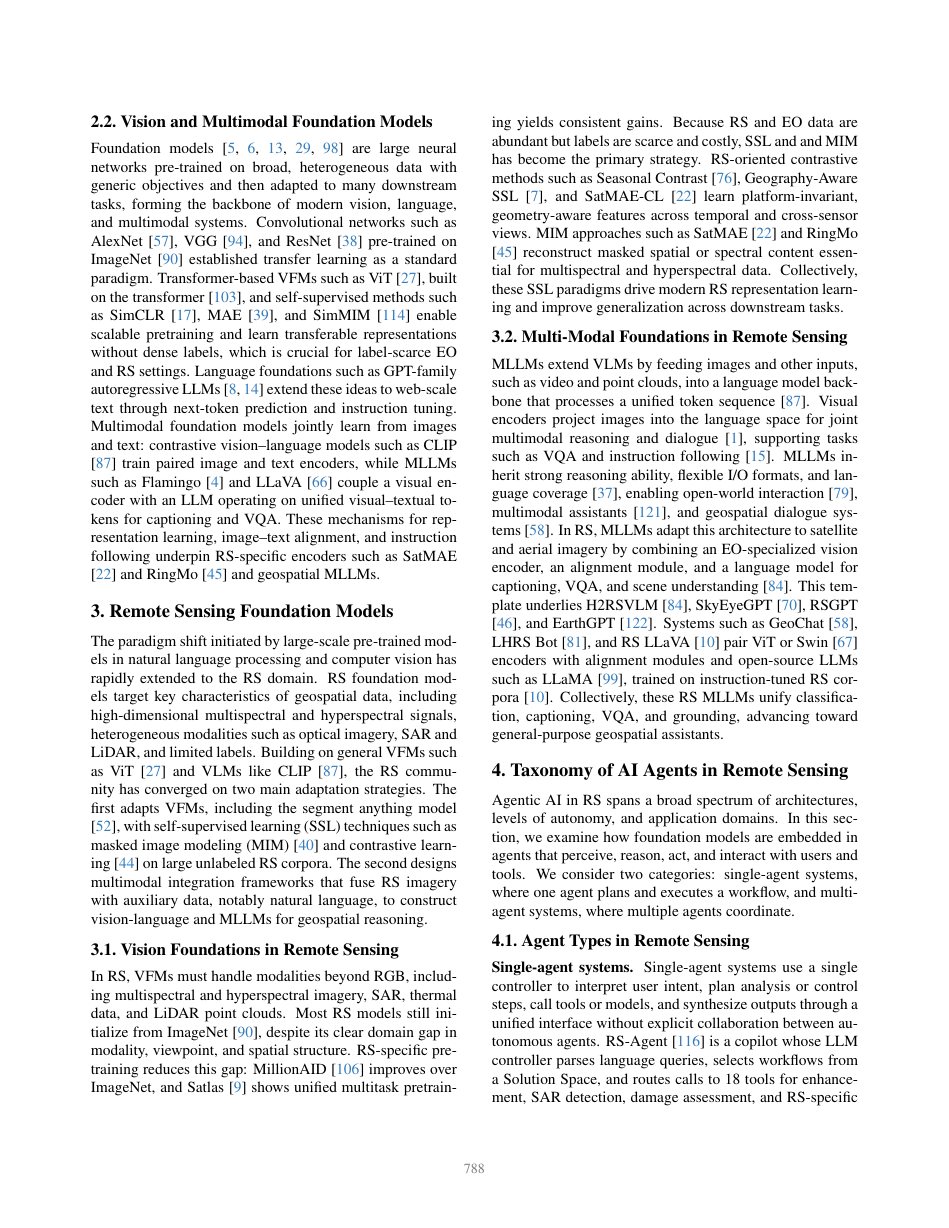 2.2. Vision and Multimodal Foundation Models
Foundation models [5, 6, 13, 29, 98] are large neural
networks pre-trained on broad, heterogeneous data with
generic objectives and then adapted to many downstream
tasks, forming the backbone of modern vision, language,
and multimodal systems. Convolutional networks such as
AlexNet [57], VGG [94], and ResNet [38] pre-trained on
ImageNet [90] established transfer learning as a standard
paradigm. Transformer-based VFMs such as ViT [27], built
on the transformer [103], and self-supervised methods such
as SimCLR [17], MAE [39], and SimMIM [114] enable
scalable pretraining and learn transferable representations
without dense labels, which is crucial for label-scarce EO
and RS settings. Language foundations such as GPT-family
autoregressive LLMs [8, 14] extend these ideas to web-scale
text through next-token prediction and instruction tuning.
Multimodal foundation models jointly learn from images
and text: contrastive vision–language models such as CLIP
[87] train paired image and text encoders, while MLLMs
such as Flamingo [4] and LLaVA [66] couple a visual en-
coder with an LLM operating on unified visual–textual to-
kens for captioning and VQA. These mechanisms for rep-
resentation learning, image–text alignment, and instruction
following underpin RS-specific encoders such as SatMAE
[22] and RingMo [45] and geospatial MLLMs.
3. Remote Sensing Foundation Models
The paradigm shift initiated by large-scale pre-trained mod-
els in natural language processing and computer vision has
rapidly extended to the RS domain. RS foundation mod-
els target key characteristics of geospatial data, including
high-dimensional multispectral and hyperspectral signals,
heterogeneous modalities such as optical imagery, SAR and
LiDAR, and limited labels. Building on general VFMs such
as ViT [27] and VLMs like CLIP [87], the RS commu-
nity has converged on two main adaptation strategies. The
first adapts VFMs, including the segment anything model
[52], with self-supervised learning (SSL) techniques such as
masked image modeling (MIM) [40] and contrastive learn-
ing [44] on large unlabeled RS corpora. The second designs
multimodal integration frameworks that fuse RS imagery
with auxiliary data, notably natural language, to construct
vision-language and MLLMs for geospatial reasoning.
3.1. Vision Foundations in Remote Sensing
In RS, VFMs must handle modalities beyond RGB, includ-
ing multispectral and hyperspectral imagery, SAR, thermal
data, and LiDAR point clouds. Most RS models still ini-
tialize from ImageNet [90], despite its clear domain gap in
modality, viewpoint, and spatial structure. RS-specific pre-
training reduces this gap: MillionAID [106] improves over
ImageNet, and Satlas [9] shows unified multitask pretrain-
ing yields consistent gains. Because RS and EO data are
abundant but labels are scarce and costly, SSL and and MIM
has become the primary strategy. RS-oriented contrastive
methods such as Seasonal Contrast [76], Geography-Aware
SSL [7], and SatMAE-CL [22] learn platform-invariant,
geometry-aware features across temporal and cross-sensor
views. MIM approaches such as SatMAE [22] and RingMo
[45] reconstruct masked spatial or spectral content essen-
tial for multispectral and hyperspectral data. Collectively,
these SSL paradigms drive modern RS representation learn-
ing and improve generalization across downstream tasks.
3.2. Multi-Modal Foundations in Remote Sensing
MLLMs extend VLMs by feeding images and other inputs,
such as video and point clouds, into a language model back-
bone that processes a unified token sequence [87]. Visual
encoders project images into the language space for joint
multimodal reasoning and dialogue [1], supporting tasks
such as VQA and instruction following [15]. MLLMs in-
herit strong reasoning ability, flexible I/O formats, and lan-
guage coverage [37], enabling open-world interaction [79],
multimodal assistants [121], and geospatial dialogue sys-
tems [58]. In RS, MLLMs adapt this architecture to satellite
and aerial imagery by combining an EO-specialized vision
encoder, an alignment module, and a language model for
captioning, VQA, and scene understanding [84]. This tem-
plate underlies H2RSVLM [84], SkyEyeGPT [70], RSGPT
[46], and EarthGPT [122]. Systems such as GeoChat [58],
LHRS Bot [81], and RS LLaVA [10] pair ViT or Swin [67]
encoders with alignment modules and open-source LLMs
such as LLaMA [99], trained on instruction-tuned RS cor-
pora [10]. Collectively, these RS MLLMs unify classifica-
tion, captioning, VQA, and grounding, advancing toward
general-purpose geospatial assistants.
4. Taxonomy of AI Agents in Remote Sensing
Agentic AI in RS spans a broad spectrum of architectures,
levels of autonomy, and application domains. In this sec-
tion, we examine how foundation models are embedded in
agents that perceive, reason, act, and interact with users and
tools. We consider two categories: single-agent systems,
where one agent plans and executes a workflow, and multi-
agent systems, where multiple agents coordinate.
4.1. Agent Types in Remote Sensing
Single-agent systems. Single-agent systems use a single
controller to interpret user intent, plan analysis or control
steps, call tools or models, and synthesize outputs through a
unified interface without explicit collaboration between au-
tonomous agents. RS-Agent [116] is a copilot whose LLM
controller parses language queries, selects workflows from
a Solution Space, and routes calls to 18 tools for enhance-
ment, SAR detection, damage assessment, and RS-specific
788